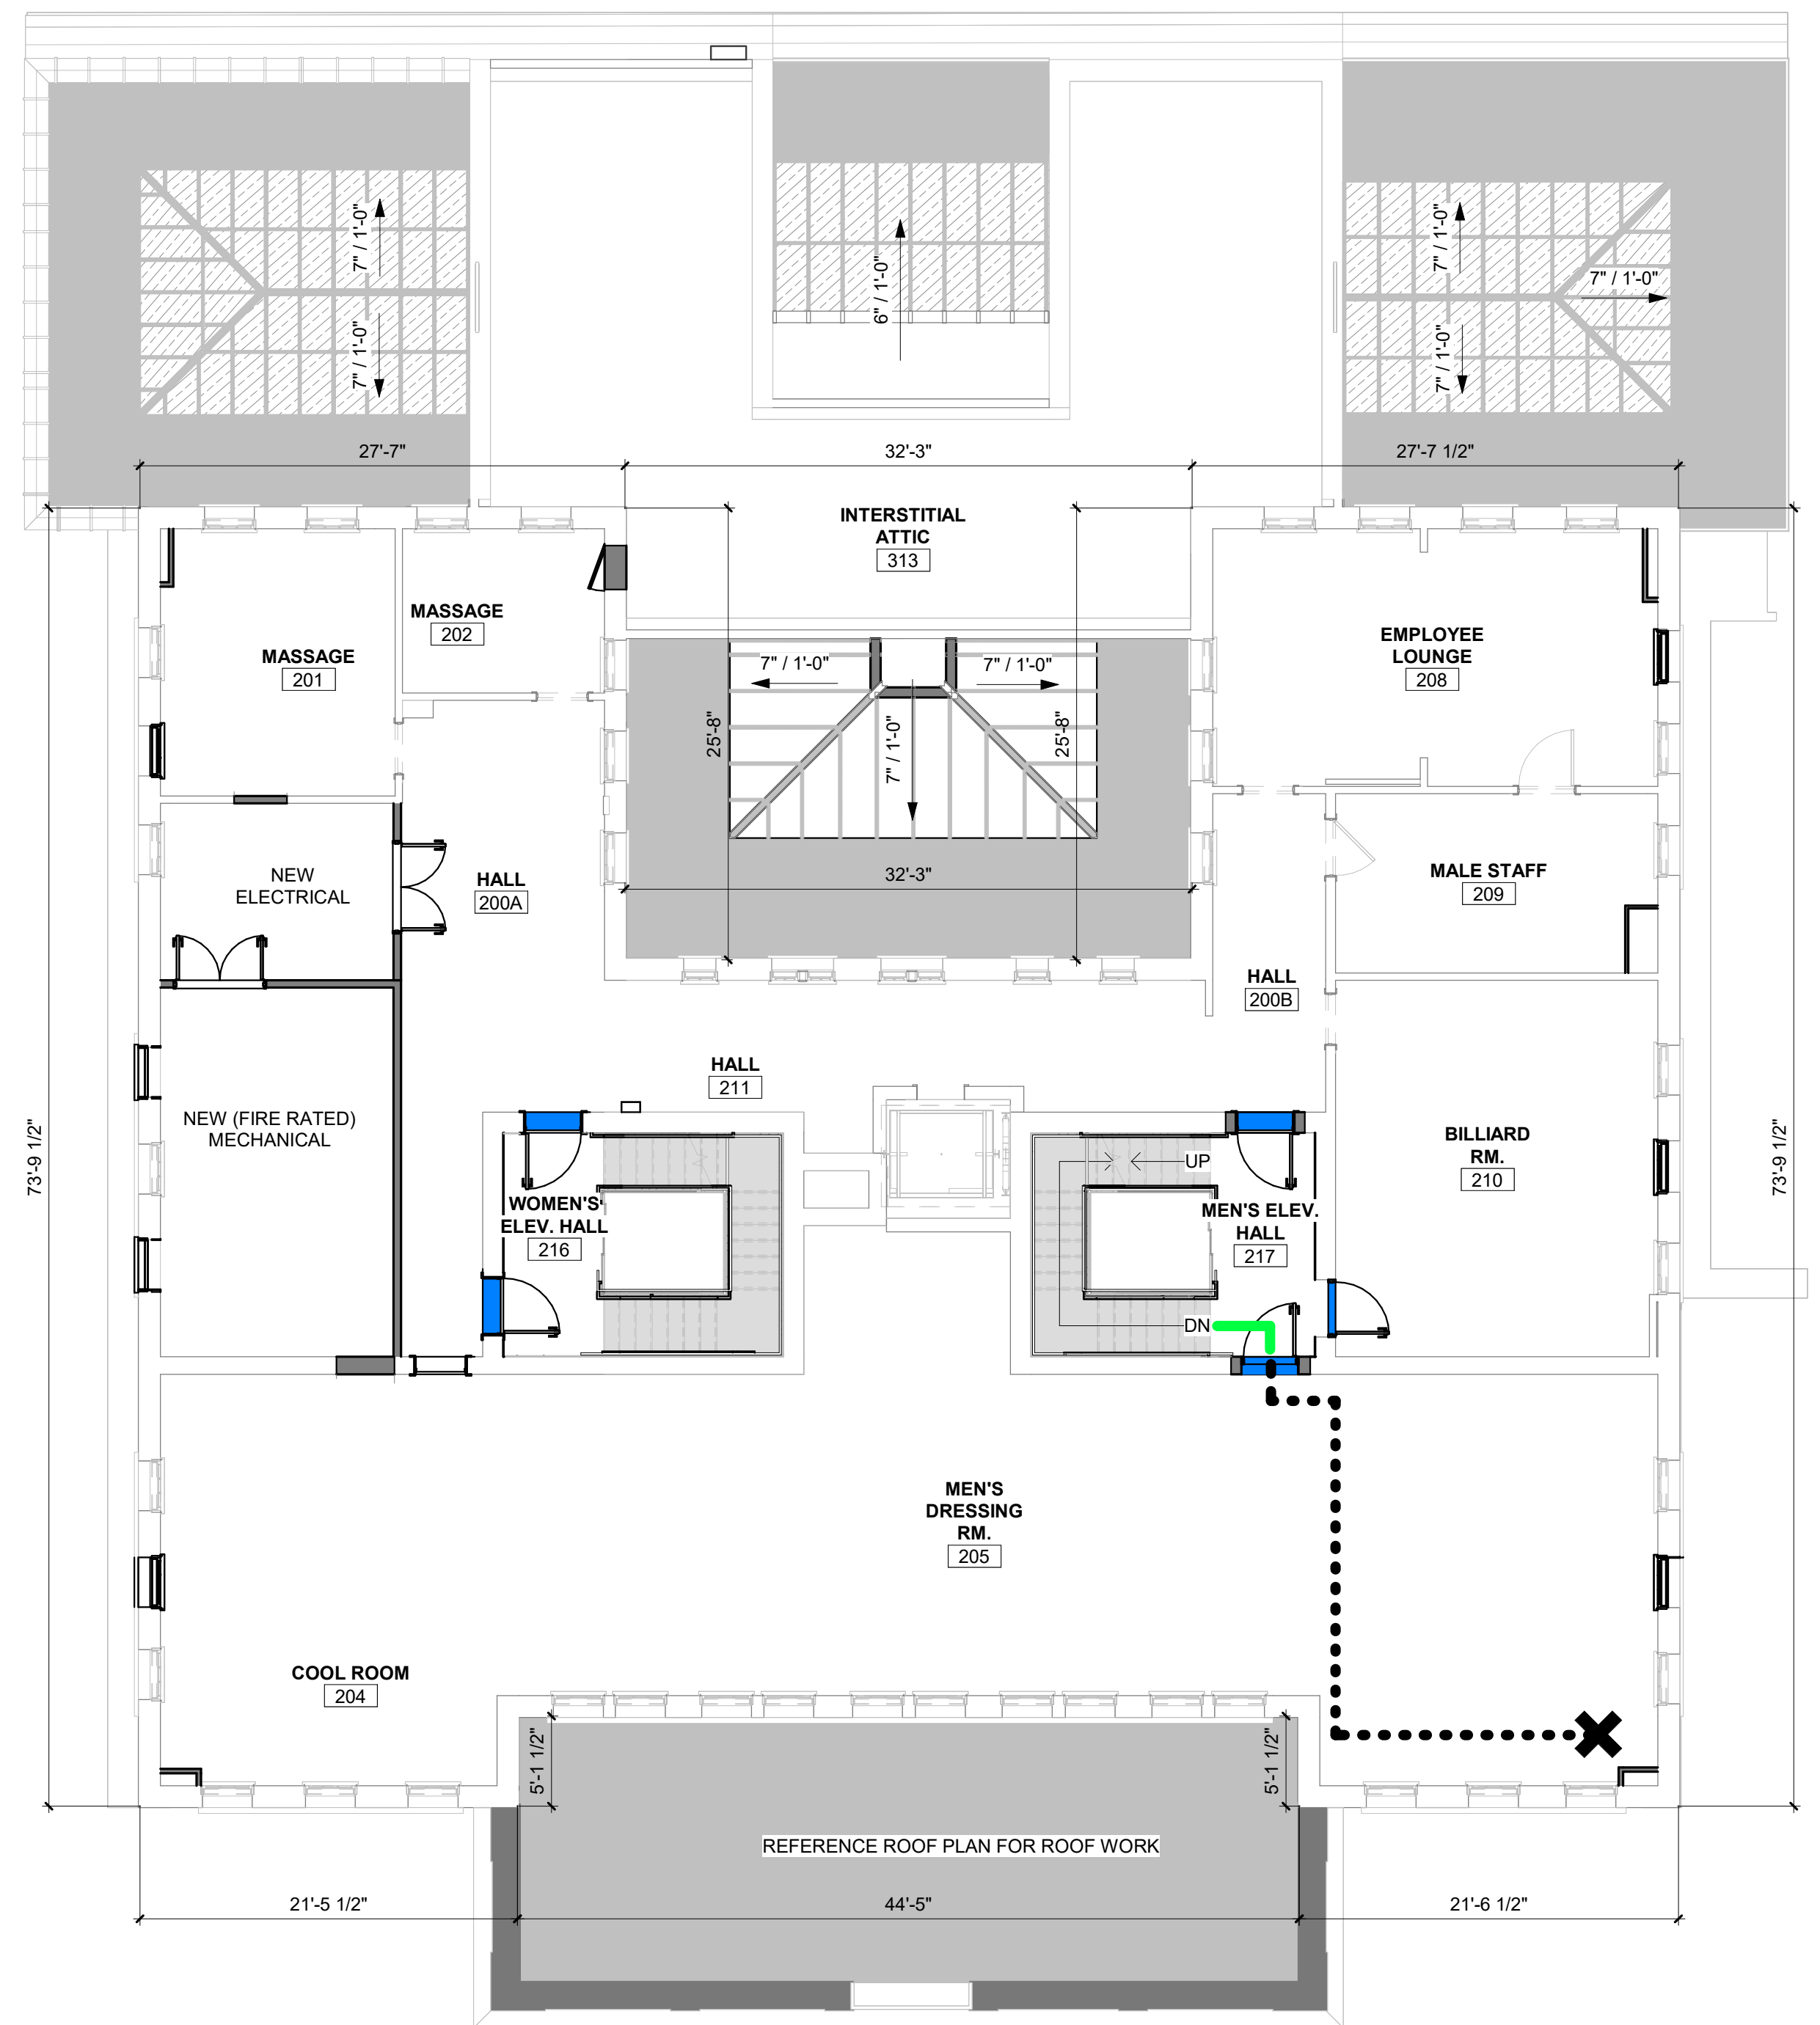 7" / 1'-0"
7" / 1'-0"
6" / 1'-0"
7" / 1'-0"
7" / 1'-0"
7" / 1'-0"
27'-7"
32'-3"
27'-7 1/2"
INTERSTITIAL
ATTIC
313
MASSAGE
202
MASSAGE
201
EMPLOYEE
LOUNGE
208
7" / 1'-0"
7" / 1'-0"
7" / 1'-0"
25'-8"
25'-8"
32'-3"
NEW
ELECTRICAL
HALL
200A
MALE STAFF
209
HALL
200B
HALL
211
NEW (FIRE RATED)
MECHANICAL
73'-9 1/2"
73'-9 1/2"
BILLIARD
RM.
210
UP
WOMEN'S
ELEV. HALL
216
MEN'S ELEV.
HALL
217
DN
MEN'S
DRESSING
RM.
205
COOL ROOM
204
5'-1 1/2"
5'-1 1/2"
REFERENCE ROOF PLAN FOR ROOF WORK
21'-5 1/2"
44'-5"
21'-6 1/2"